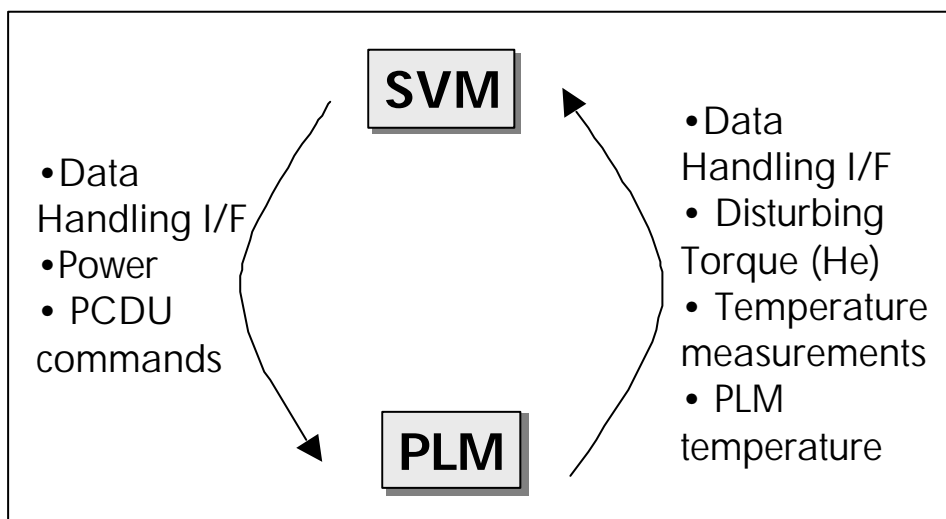 SVM
•Data
Handling I/F
•Power
• PCDU
commands
•Data
Handling I/F
• Disturbing
Torque (He)
• Temperature
measurements
• PLM
temperature
PLM